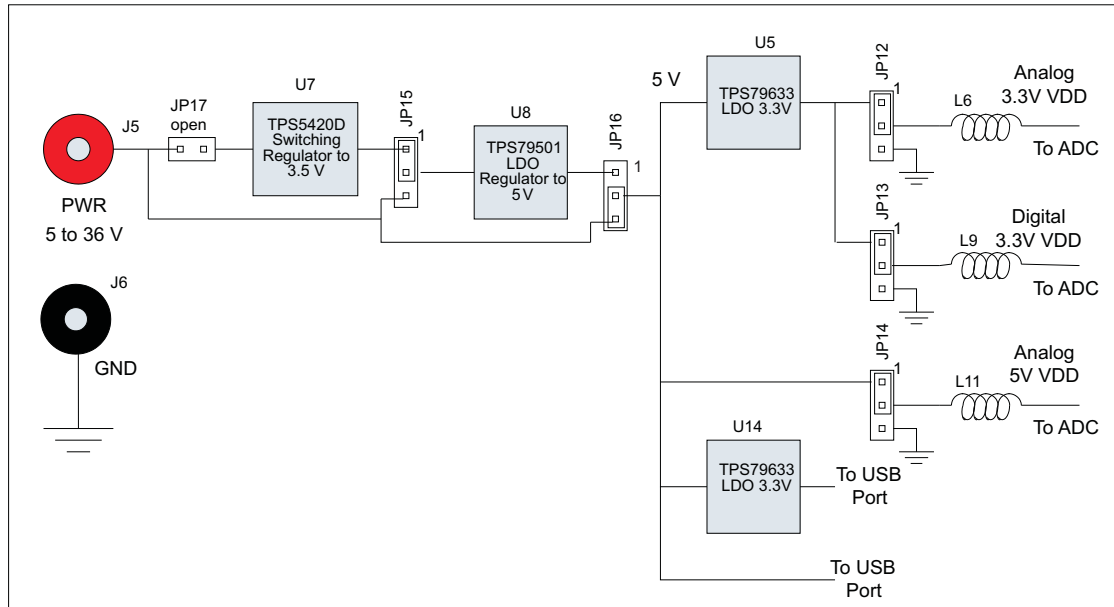 U7
JP17
open
J5
TPS5420D
Switching
Regulator to
3.5 V
PWR
5 to 36 V
J6
GND
JP15
1
U8
TPS79501
LDO
Regulator to
5V
JP16
1
5 V
U5
TPS79633
LDO 3.3V
JP12
1
L6
Analog
3.3V VDD
To ADC
JP13
1
L9
Digital
3.3V VDD
To ADC
JP14
1
L11
Analog
5V VDD
To ADC
U14
TPS79633
LDO 3.3V
To USB
Port
To USB
Port